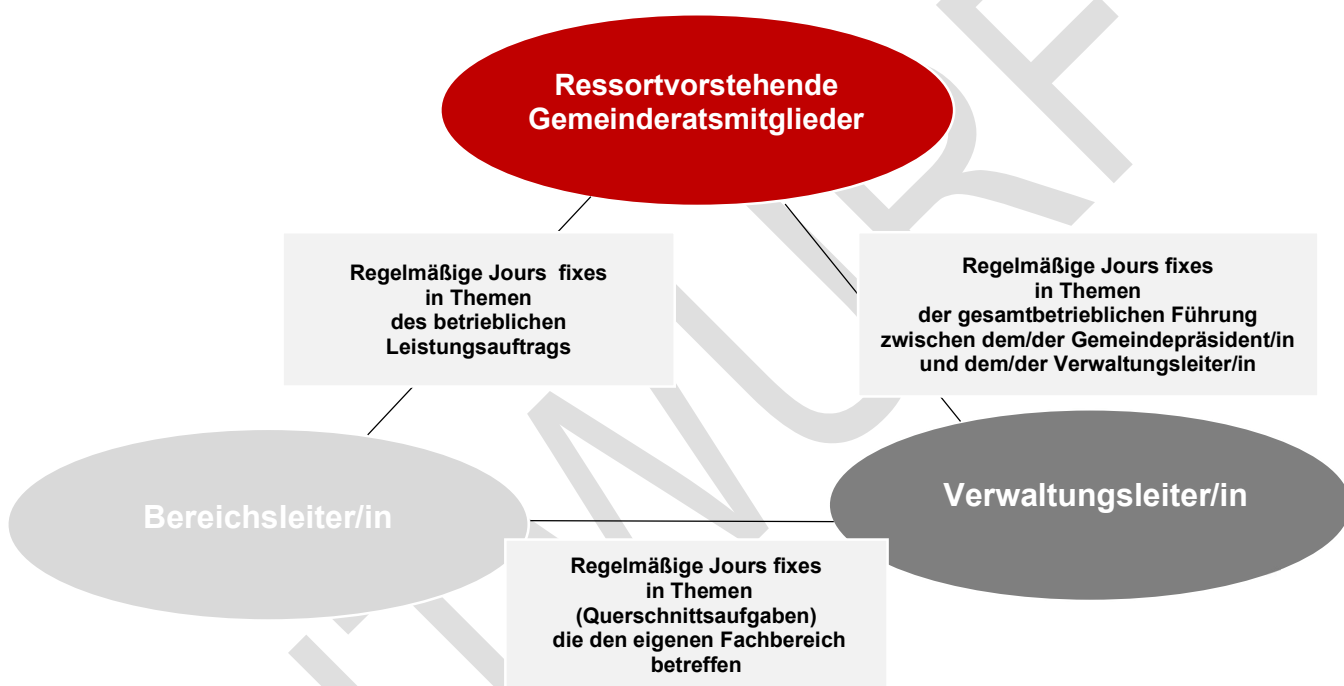 Ressortvorstehende
Gemeinderatsmitglieder
Regelmäßige Jours fixes
in Themen
des betrieblichen
Leistungsauftrags
Regelmäßige Jours fixes
in Themen
der gesamtbetrieblichen Führung
zwischen dem/der Gemeindepräsident/in
und dem/der Verwaltungsleiter/in
Bereichsleiter/in
Verwaltungsleiter/in
Regelmäßige Jours fixes
in Themen
(Querschnittsaufgaben)
die den eigenen Fachbereich
betreffen